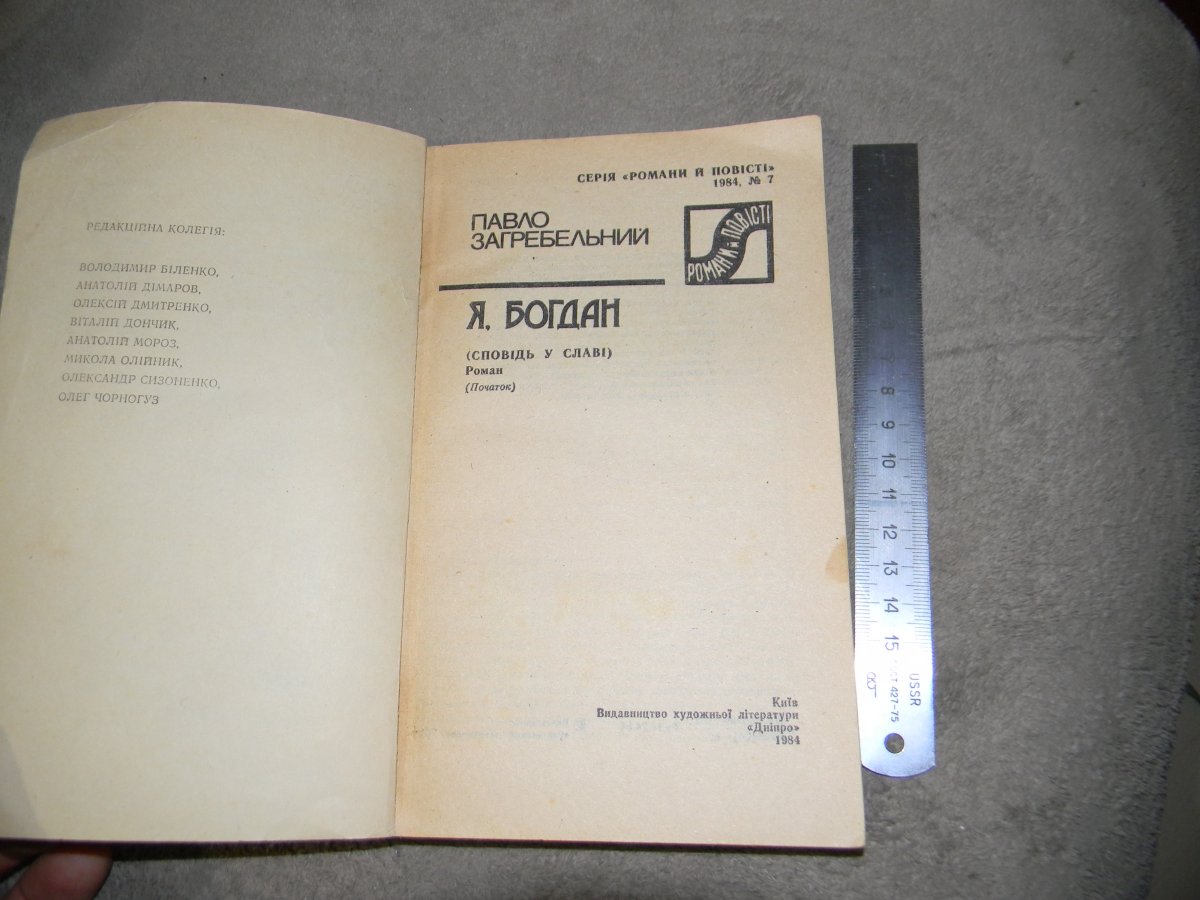 РЕДАКЦІЙНА КОЛЕГІЯ:
ВОЛОДИМИР БІЛЕНКО,
АНАТОЛІЙ ДІМАРОВ,
ОЛЕКСІЙ ДМИТРЕНКО,
ВІТАЛІЙ ДОНЧИК,
АНАТОЛІЙ МОРОЗ,
МИКОЛА ОЛІЙНИК,
ОЛЕКСАНДР СИЗОНЕНКО,
ОЛЕГ ЧОРНОГУЗ
СЕРІЯ «РОМАНИ Й ПОВІСТІ»
1984, № 7
ПАВЛО
ЗАГРЕБЕЛЬНИЙ
РОМАНИ Й ПОВІСТІ
Я, БОГДАН
(СПОВІДЬ У СЛАВІ)
Роман
(Початок)
Київ
Видавництво художньої літератури
«Дніпро»
1984
8
9
10
11
12
13
14
15
427-75
USSR